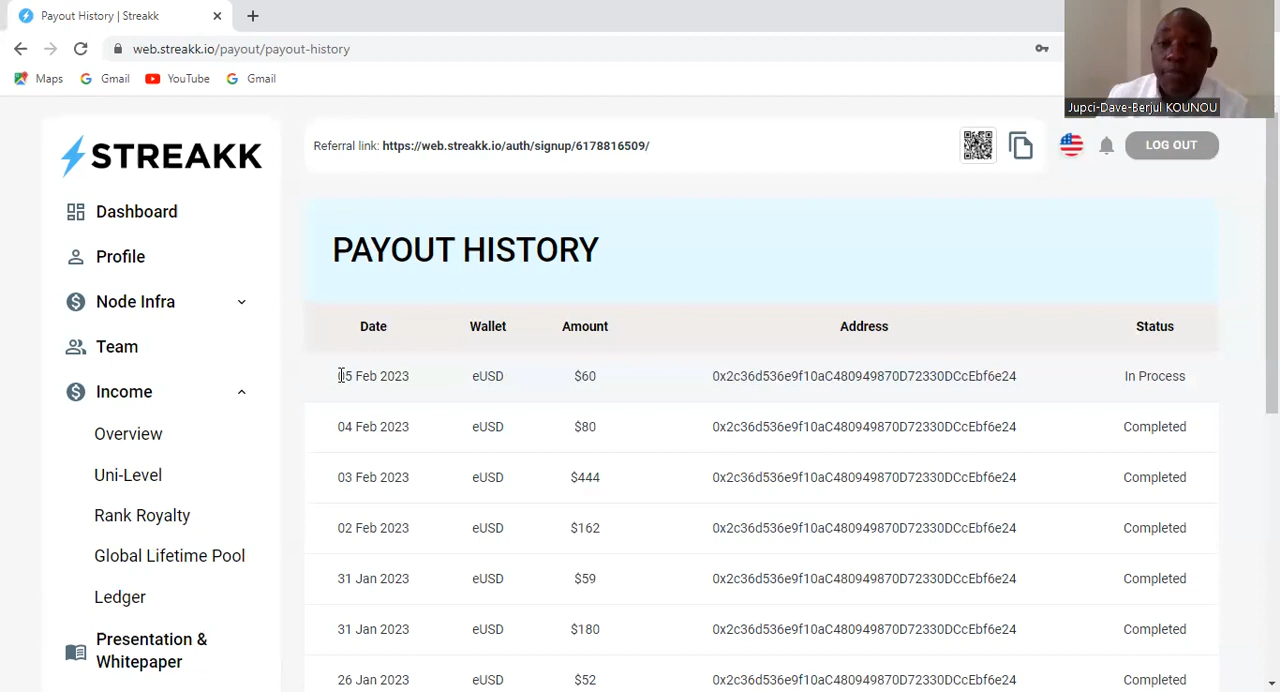 Payout History | Streakk
web.streakk.io/payout/payout-history
Maps Gmail YouTube Gmail
Jupci-Dave-Berjul KOUNOU
STREAKK
Referral link: https://web.streakk.io/auth/signup/6178816509/
LOG OUT
Dashboard
Profile
Node Infra
Team
Income
Overview
Uni-Level
Rank Royalty
Global Lifetime Pool
Ledger
Presentation &
Whitepaper
PAYOUT HISTORY
Date Wallet Amount Address Status
05 Feb 2023 eUSD $60 0x2c36d536e9f10aC480949870D72330DCcEbf6e24 In Process
04 Feb 2023 eUSD $80 0x2c36d536e9f10aC480949870D72330DCcEbf6e24 Completed
03 Feb 2023 eUSD $444 0x2c36d536e9f10aC480949870D72330DCcEbf6e24 Completed
02 Feb 2023 eUSD $162 0x2c36d536e9f10aC480949870D72330DCcEbf6e24 Completed
31 Jan 2023 eUSD $59 0x2c36d536e9f10aC480949870D72330DCcEbf6e24 Completed
31 Jan 2023 eUSD $180 0x2c36d536e9f10aC480949870D72330DCcEbf6e24 Completed
26 Jan 2023 eUSD $52 0x2c36d536e9f10aC480949870D72330DCcEbf6e24 Completed